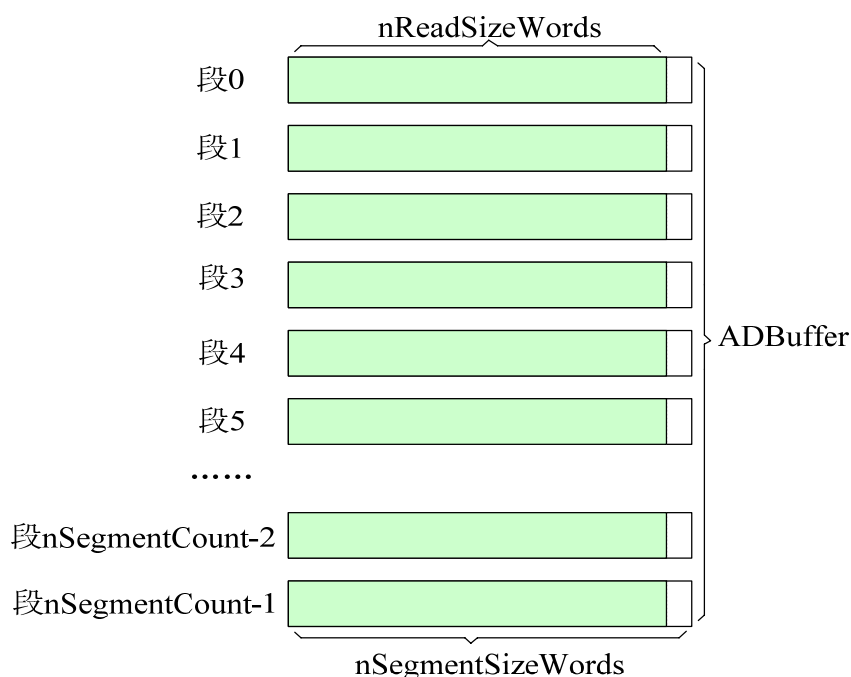 nReadSizeWords
段0
段1
段2
段3
段4
ADBuffer
段5
……
段nSegmentCount-2
段nSegmentCount-1
nSegmentSizeWords